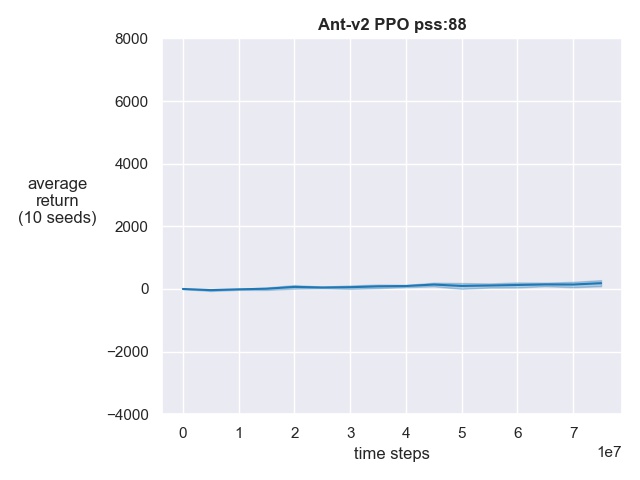 Ant-v2 PPO pss:88
8000
6000
4000
average
return
(10 seeds)
2000
0
−2000
−4000
0 1 2 3 4 5 6 7
1e7
time steps